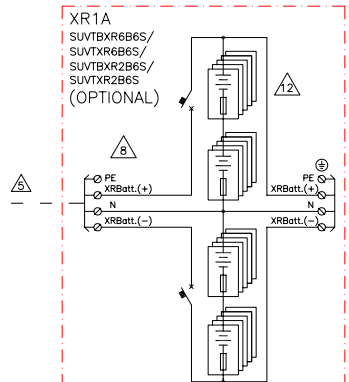 XR1A
SUVTBXR6B6S/
SUVTXR6B6S/
SUVTBXR2B6S/
SUVTXR2B6S
(OPTIONAL)
12
8
5
PE
PE
XRBatt.(+)
XRBatt.(+)
N
N
XRBatt.(–)
XRBatt.(–)